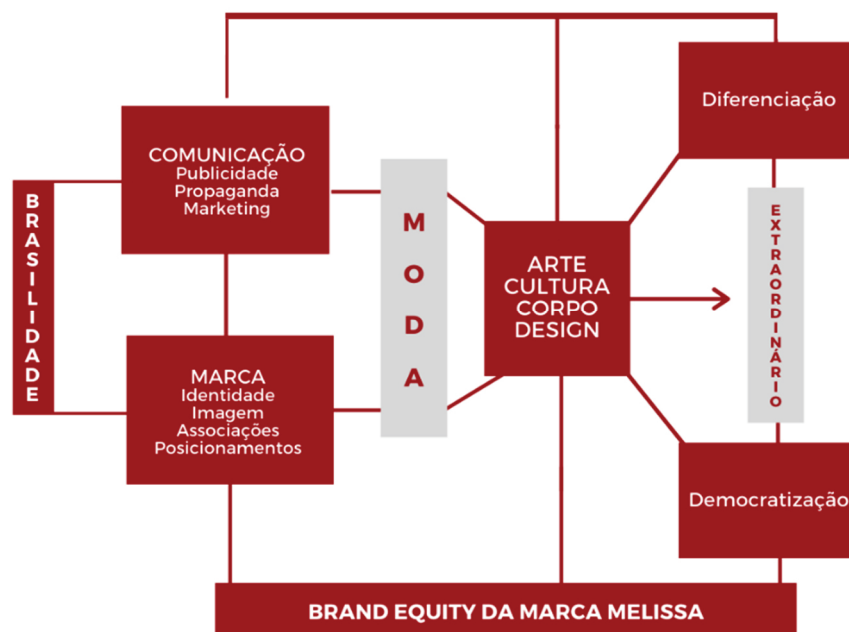 BRASILIDADE
COMUNICAÇÃO
Publicidade
Propaganda
Marketing
MARCA
Identidade
Imagem
Associações
Posicionamentos
MODA
ARTE
CULTURA
CORPO
DESIGN
Diferenciação
EXTRAORDINÁRIO
Democratização
BRAND EQUITY DA MARCA MELISSA